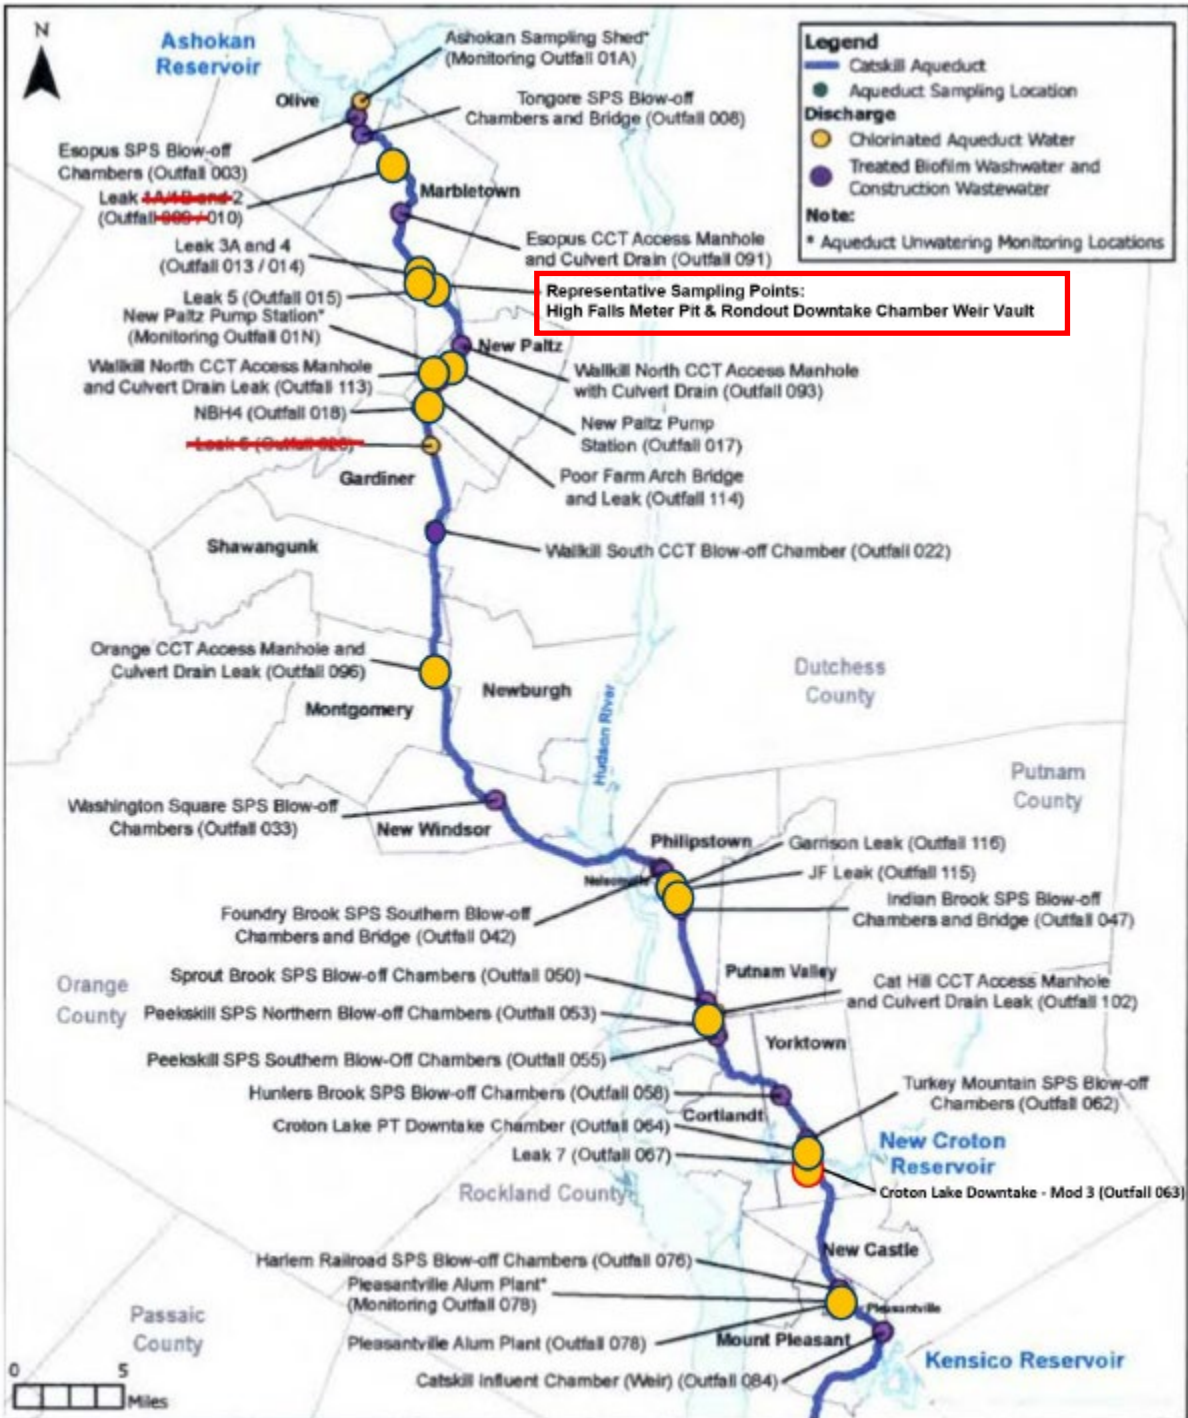 N
Ashokan
Reservoir
Ashokan Sampling Shed*
(Monitoring Outfall 01A)
Legend
Catskill Aqueduct
Aqueduct Sampling Location
Discharge
Chlorinated Aqueduct Water
Treated Biofilm Washwater and
Construction Wastewater
Note:
* Aqueduct Unwatering Monitoring Locations
Olive
Tongore SPS Blow-off
Chambers and Bridge (Outfall 008)
Esopus SPS Blow-off
Chambers (Outfall 003)
Leak 1A/1B and 2
(Outfall 009 / 010)
Marbletown
Esopus CCT Access Manhole
and Culvert Drain (Outfall 091)
Leak 3A and 4
(Outfall 013 / 014)
Representative Sampling Points:
High Falls Meter Pit & Rondout Downtake Chamber Weir Vault
Leak 5 (Outfall 015)
New Paltz Pump Station*
(Monitoring Outfall 01N)
New Paltz
Wallkill North CCT Access Manhole
and Culvert Drain Leak (Outfall 113)
Wallkill North CCT Access Manhole
with Culvert Drain (Outfall 093)
NBH4 (Outfall 018)
New Paltz Pump
Station (Outfall 017)
Gardiner
Poor Farm Arch Bridge
and Leak (Outfall 114)
Shawangunk
Wallkill South CCT Blow-off Chamber (Outfall 022)
Orange CCT Access Manhole and
Culvert Drain Leak (Outfall 096)
Newburgh
Dutchess
County
Montgomery
Hudson River
Putnam
County
Washington Square SPS Blow-off
Chambers (Outfall 033)
New Windsor
Philipstown
Garrison Leak (Outfall 116)
JF Leak (Outfall 115)
Nelsonville
Indian Brook SPS Blow-off
Chambers and Bridge (Outfall 047)
Foundry Brook SPS Southern Blow-off
Chambers and Bridge (Outfall 042)
Sprout Brook SPS Blow-off Chambers (Outfall 050)
Putnam Valley
Cat Hill CCT Access Manhole
and Culvert Drain Leak (Outfall 102)
Orange
County
Peekskill SPS Northern Blow-off Chambers (Outfall 053)
Yorktown
Peekskill SPS Southern Blow-Off Chambers (Outfall 055)
Hunters Brook SPS Blow-off Chambers (Outfall 058)
Turkey Mountain SPS Blow-off
Chambers (Outfall 062)
Cortlandt
Croton Lake PT Downtake Chamber (Outfall 064)
New Croton
Reservoir
Leak 7 (Outfall 067)
Croton Lake Downtake - Mod 3 (Outfall 063)
Rockland County
New Castle
Harlem Railroad SPS Blow-off Chambers (Outfall 076)
Pleasantville Alum Plant*
(Monitoring Outfall 078)
Pleasantville
Passaic
County
Pleasantville Alum Plant (Outfall 078)
Mount Pleasant
Kensico Reservoir
Catskill Influent Chamber (Weir) (Outfall 084)
0 5
Miles